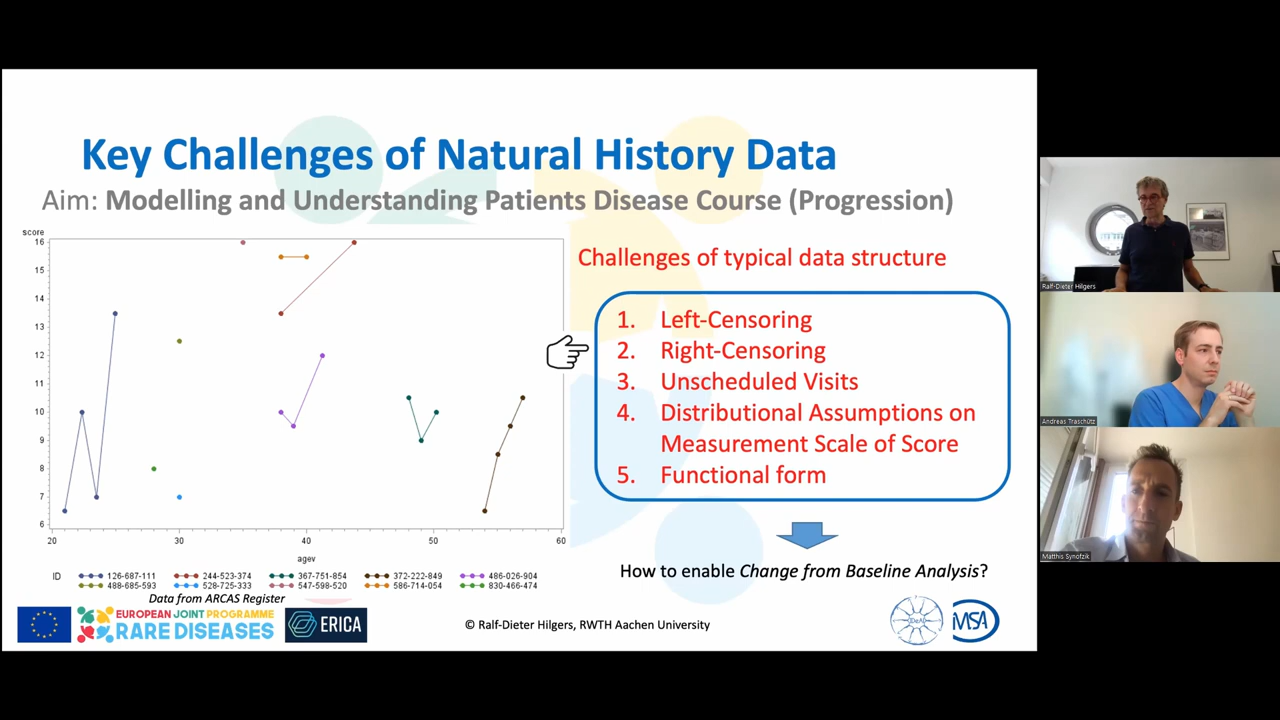 Key Challenges of Natural History Data
Aim: Modelling and Understanding Patients Disease Course (Progression)
score
16
15
14
13
12
11
10
9
8
7
6
20 30 40 50 60
agev
ID 126-687-111 244-523-374 367-751-854 372-222-849 486-026-904
488-685-593 528-725-333 547-598-520 586-714-054 830-466-474
Data from ARCAS Register
Challenges of typical data structure
1. Left-Censoring
2. Right-Censoring
3. Unscheduled Visits
4. Distributional Assumptions on
Measurement Scale of Score
5. Functional form
How to enable Change from Baseline Analysis?
EUROPEAN JOINT PROGRAMME
RARE DISEASES
ERICA
© Ralf-Dieter Hilgers, RWTH Aachen University
IDeAl
iMSA
Ralf-Dieter Hilgers
Andreas Traschütz
Matthis Synofzik